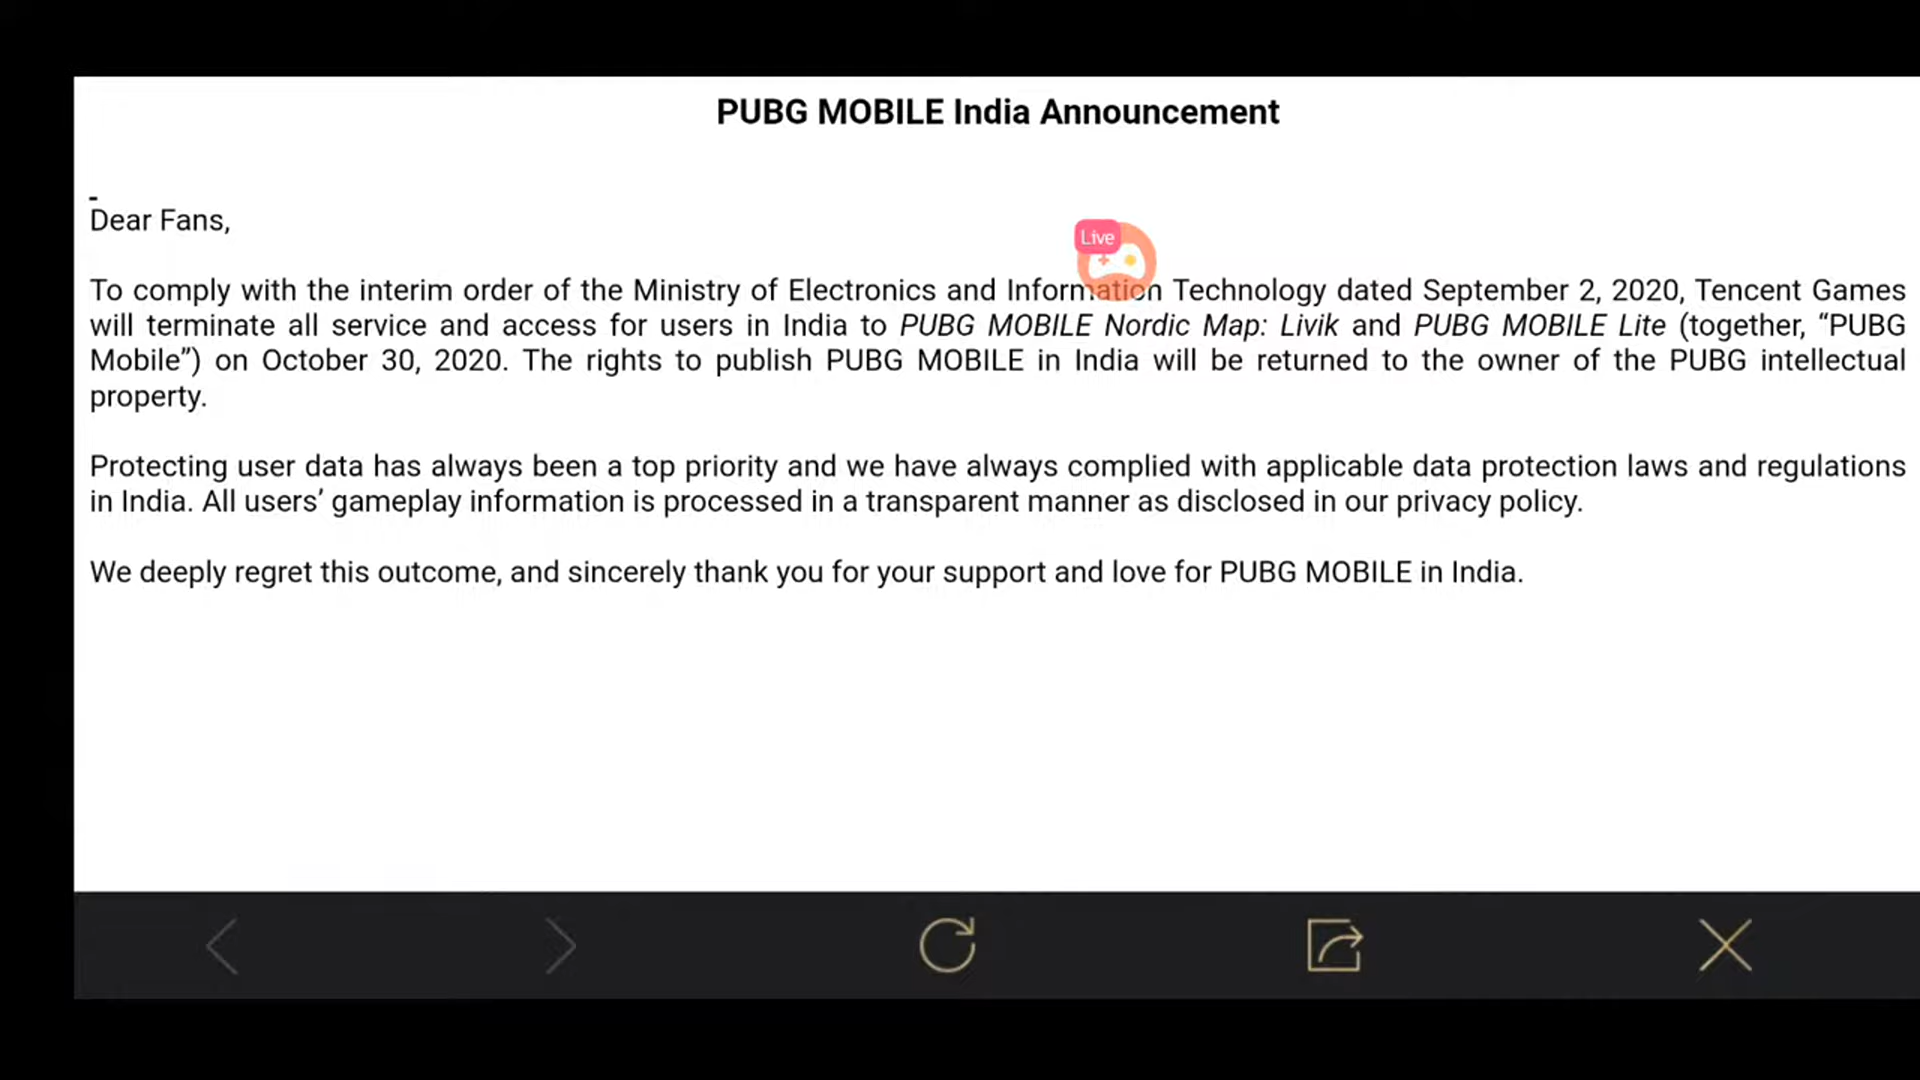 PUBG MOBILE India Announcement
-
Dear Fans,
Live
To comply with the interim order of the Ministry of Electronics and Information Technology dated September 2, 2020, Tencent Games
will terminate all service and access for users in India to PUBG MOBILE Nordic Map: Livik and PUBG MOBILE Lite (together, “PUBG
Mobile”) on October 30, 2020. The rights to publish PUBG MOBILE in India will be returned to the owner of the PUBG intellectual
property.
Protecting user data has always been a top priority and we have always complied with applicable data protection laws and regulations
in India. All users’ gameplay information is processed in a transparent manner as disclosed in our privacy policy.
We deeply regret this outcome, and sincerely thank you for your support and love for PUBG MOBILE in India.